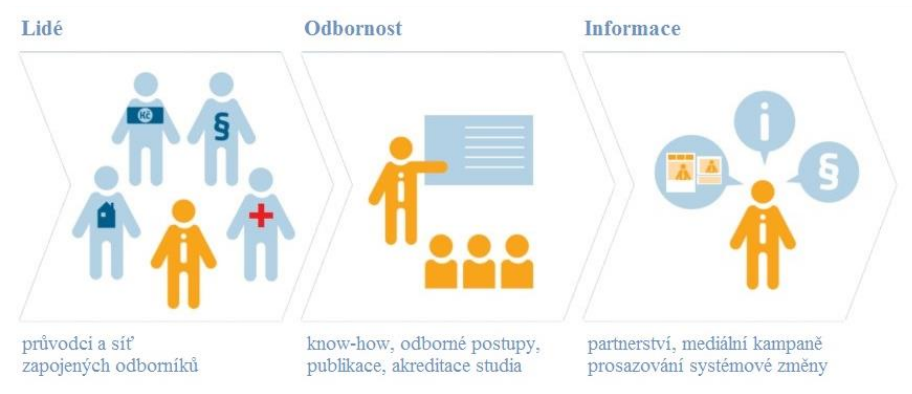 Lidé
Odbornost
Informace
Kč
§
i
i
i
§
i
průvodci a síť
zapojených odborníků
know-how, odborné postupy,
publikace, akreditace studia
partnerství, mediální kampaně
prosazování systémové změny